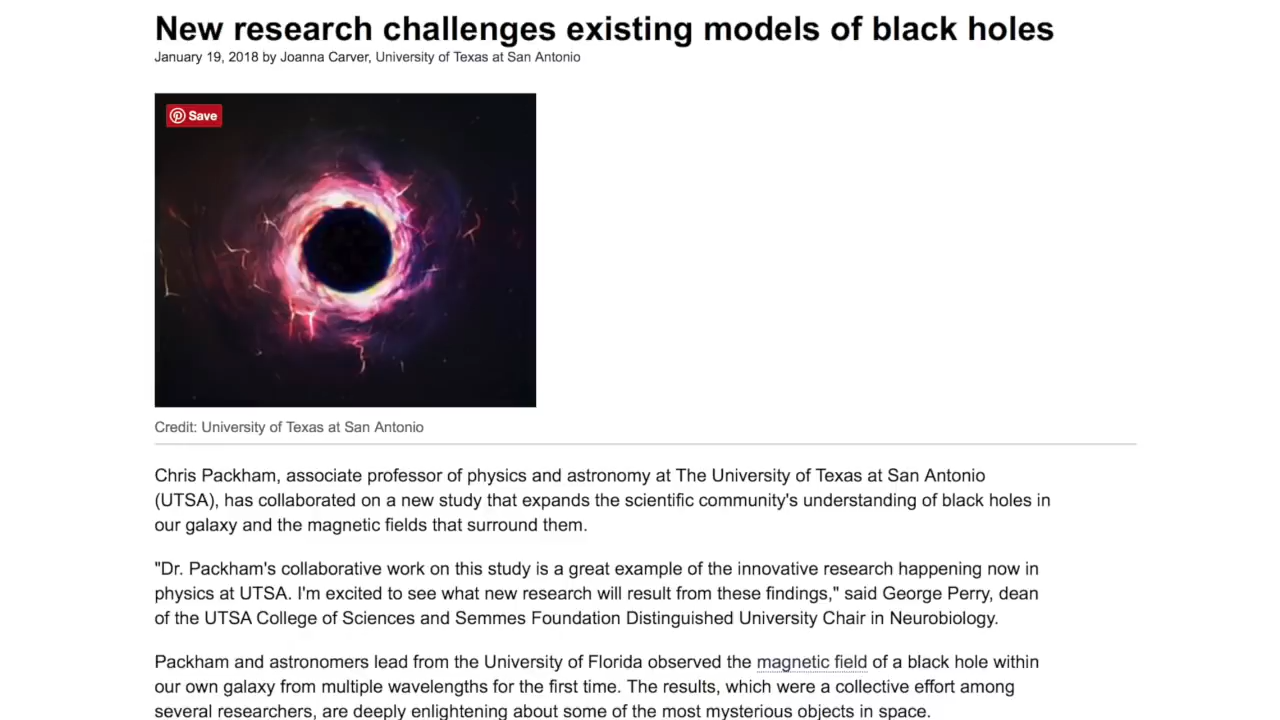 New research challenges existing models of black holes
January 19, 2018 by Joanna Carver, University of Texas at San Antonio
Save
Credit: University of Texas at San Antonio
Chris Packham, associate professor of physics and astronomy at The University of Texas at San Antonio
(UTSA), has collaborated on a new study that expands the scientific community's understanding of black holes in
our galaxy and the magnetic fields that surround them.
"Dr. Packham's collaborative work on this study is a great example of the innovative research happening now in
physics at UTSA. I'm excited to see what new research will result from these findings," said George Perry, dean
of the UTSA College of Sciences and Semmes Foundation Distinguished University Chair in Neurobiology.
Packham and astronomers lead from the University of Florida observed the magnetic field of a black hole within
our own galaxy from multiple wavelengths for the first time. The results, which were a collective effort among
several researchers, are deeply enlightening about some of the most mysterious objects in space.